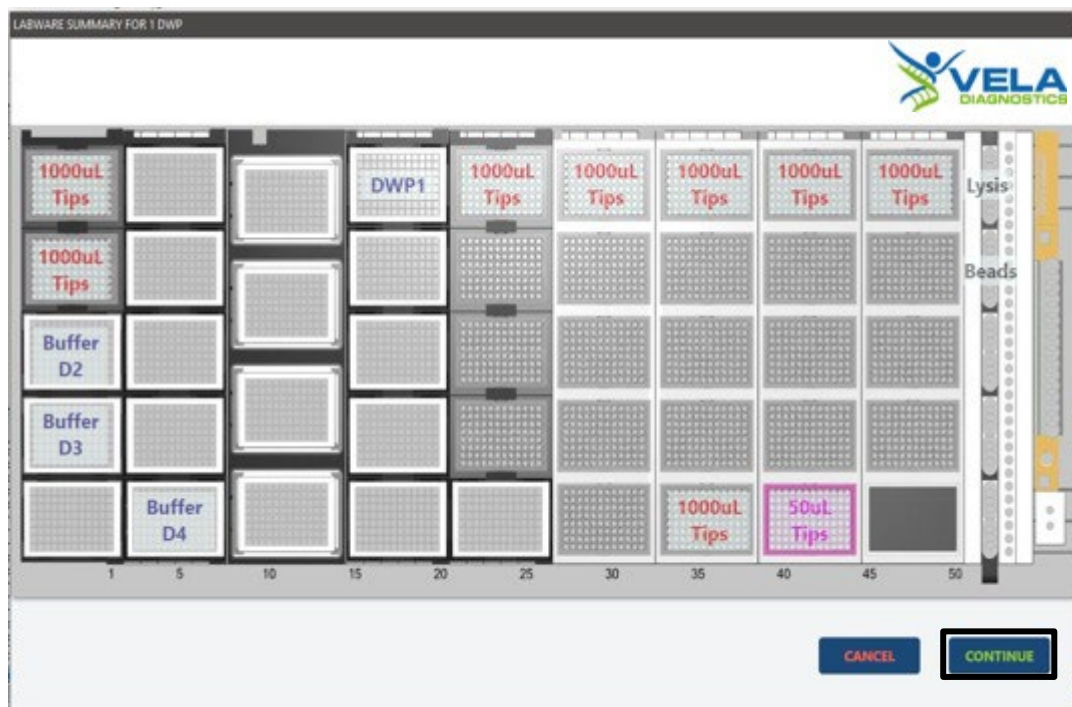 LABWARE SUMMARY FOR 1 DWP
VELA
DIAGNOSTICS
1000uL
Tips
DWP1
1000uL
Tips
1000uL
Tips
1000uL
Tips
1000uL
Tips
1000uL
Tips
Lysis
1000uL
Tips
Beads
Buffer
D2
Buffer
D3
Buffer
D4
1000uL
Tips
50uL
Tips
1 5 10 15 20 25 30 35 40 45 50
CANCEL CONTINUE